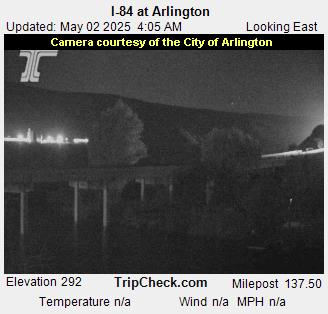 I-84 at Arlington
Updated: May 02 2025 4:05 AM Looking East
Camera courtesy of the City of Arlington
Elevation 292 TripCheck.com Milepost 137.50
Temperature n/a Wind n/a MPH n/a